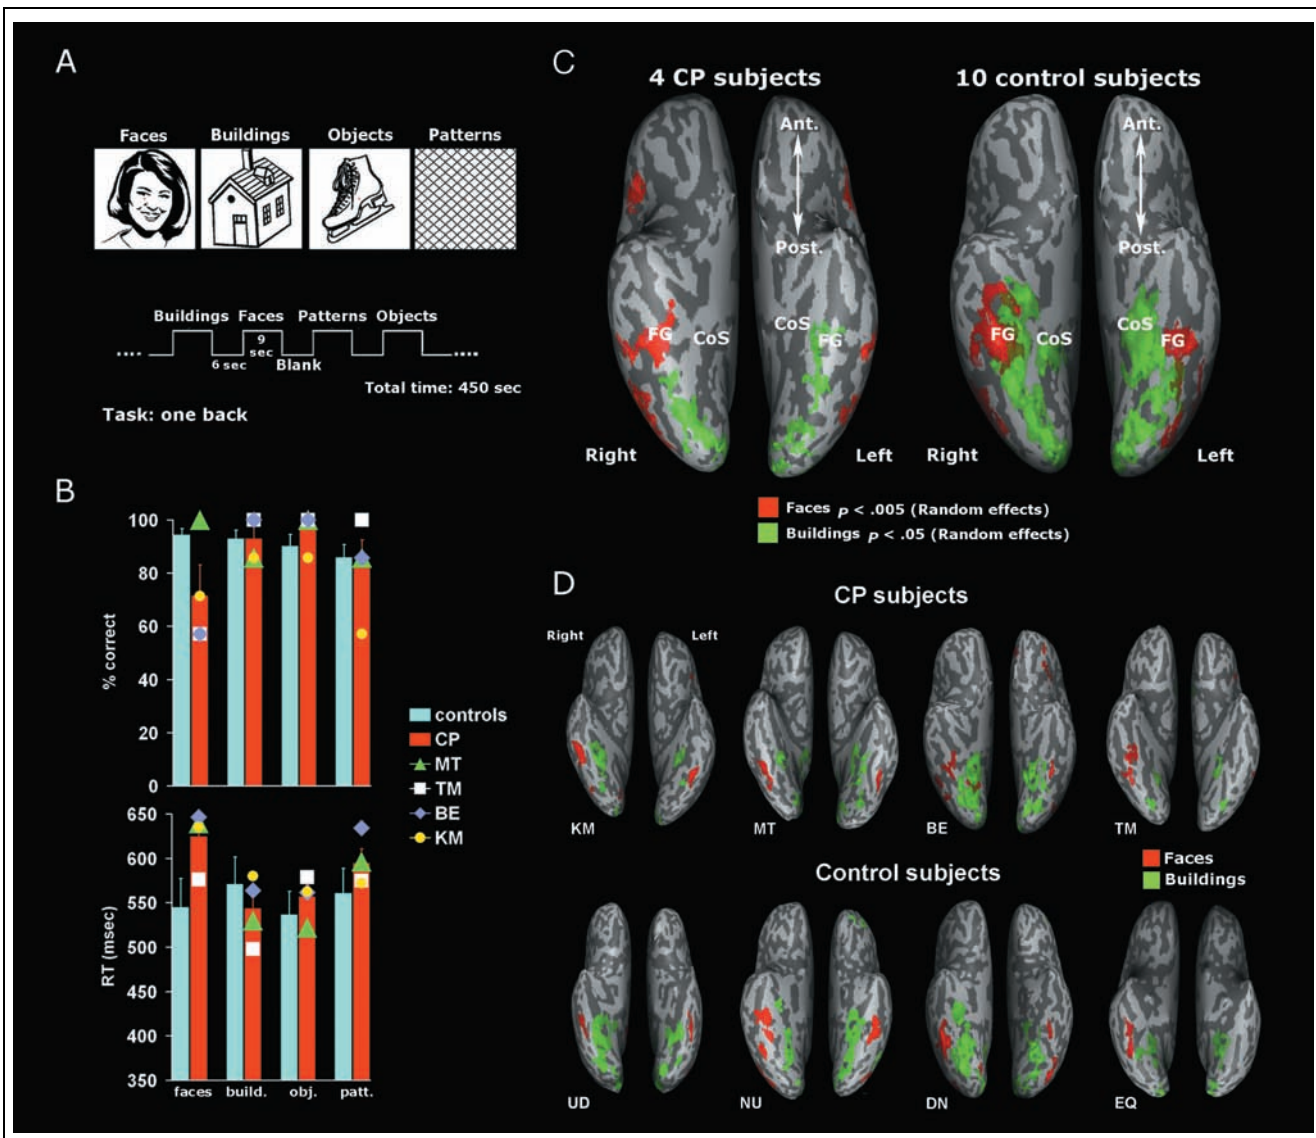 A
Faces Buildings Objects Patterns
Buildings Faces Patterns Objects
9
sec
6 sec Blank
Total time: 450 sec
Task: one back
B
100
80
60
40
20
0
% correct
controls
CP
MT
TM
BE
KM
650
600
550
500
450
400
350
RT (msec)
faces build. obj. patt.
C
4 CP subjects 10 control subjects
Ant. Ant.
Post. Post.
FG CoS CoS FG FG CoS CoS FG
Right Left Right Left
Faces p < .005 (Random effects)
Buildings p < .05 (Random effects)
D
CP subjects
Right Left
KM MT BE TM
Faces
Buildings
Control subjects
UD NU DN EQ